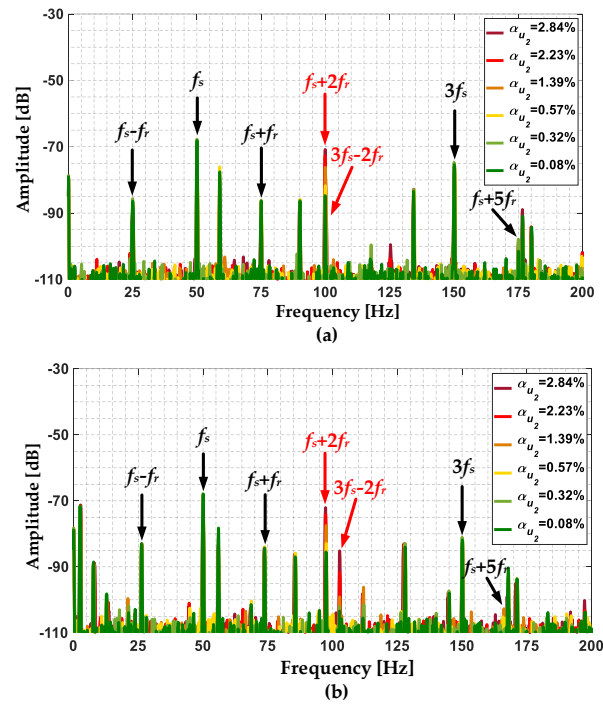 -30
-50
-70
-90
-110
Amplitude [dB]
fs-fr
fs
fs+fr
fs+2fr
3fs-2fr
3fs
fs+5fr
αu2=2.84%
αu2=2.23%
αu2=1.39%
αu2=0.57%
αu2=0.32%
αu2=0.08%
0 25 50 75 100 125 150 175 200
Frequency [Hz]
(a)
-30
-50
-70
-90
-110
Amplitude [dB]
fs-fr
fs
fs+fr
fs+2fr
3fs-2fr
3fs
fs+5fr
αu2=2.84%
αu2=2.23%
αu2=1.39%
αu2=0.57%
αu2=0.32%
αu2=0.08%
0 25 50 75 100 125 150 175 200
Frequency [Hz]
(b)